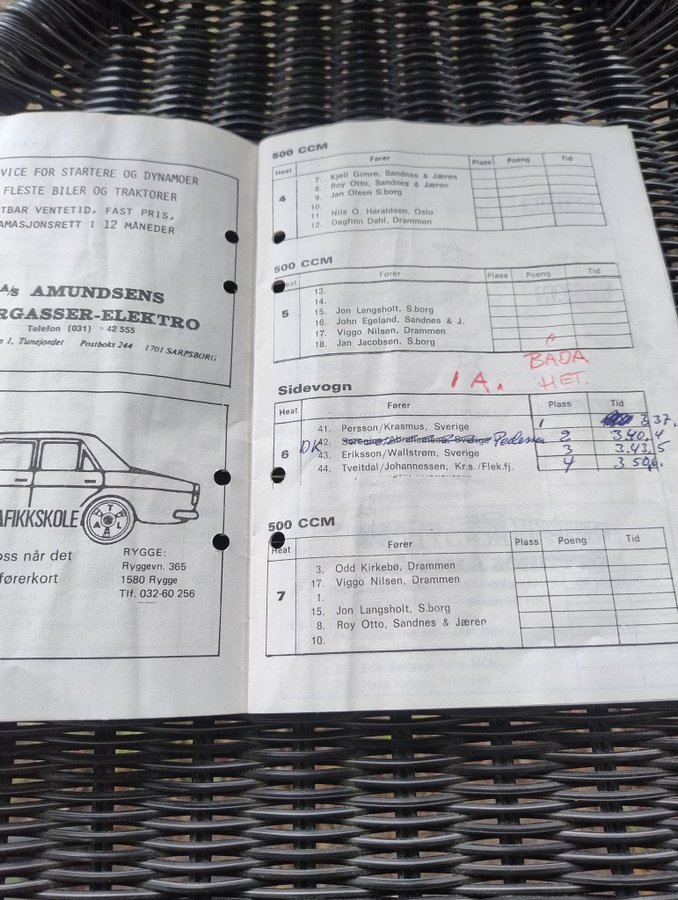 VICE FOR STARTERE OG DYNAMOER
FLESTE BILER OG TRAKTORER
TBAR VENTETID, FAST PRIS,
AMASJONSRETT I 12 MÅNEDER
A/S AMUNDSENS
RGASSER-ELEKTRO
Telefon (031) - 42 555
n 1, Tunejordet Postboks 244 1701 SARPSBORG
T
A L
AFIKKSKOLE
oss når det
førerkort
RYGGE:
Ryggevn. 365
1580 Rygge
Tlf. 032-60 256
500 CCM
Heat Fører Plass Poeng Tid
4
7. Kjell Gimre, Sandnes & Jæren
8. Roy Otto, Sandnes & Jæren
9. Jan Olsen S.borg
10.
11. Nils O. Haraldsen, Oslo
12. Dagfinn Dahl, Drammen
500 CCM
eat Fører Plass Poeng Tid
5
13.
14.
15. Jon Langsholt, S.borg
16. John Egeland, Sandnes & J.
17. Viggo Nilsen, Drammen
18. Jan Jacobsen, S.borg
1 A. BADA
HET.
Sidevogn
Heat Fører Plass Tid
6
41. Persson/Krasmus, Sverige 1 3.37.
DK 42. Pedersen 2 3.40.4
43. Eriksson/Wallstrøm, Sverige 3 3.43.5
44. Tveitdal/Johannessen, Kr.s./Flek.fj. 4
500 CCM
Heat Fører Plass Poeng Tid
7
3. Odd Kirkebø, Drammen
17. Viggo Nilsen, Drammen
1.
15. Jon Langsholt, S.borg
8. Roy Otto, Sandnes & Jæren
10.